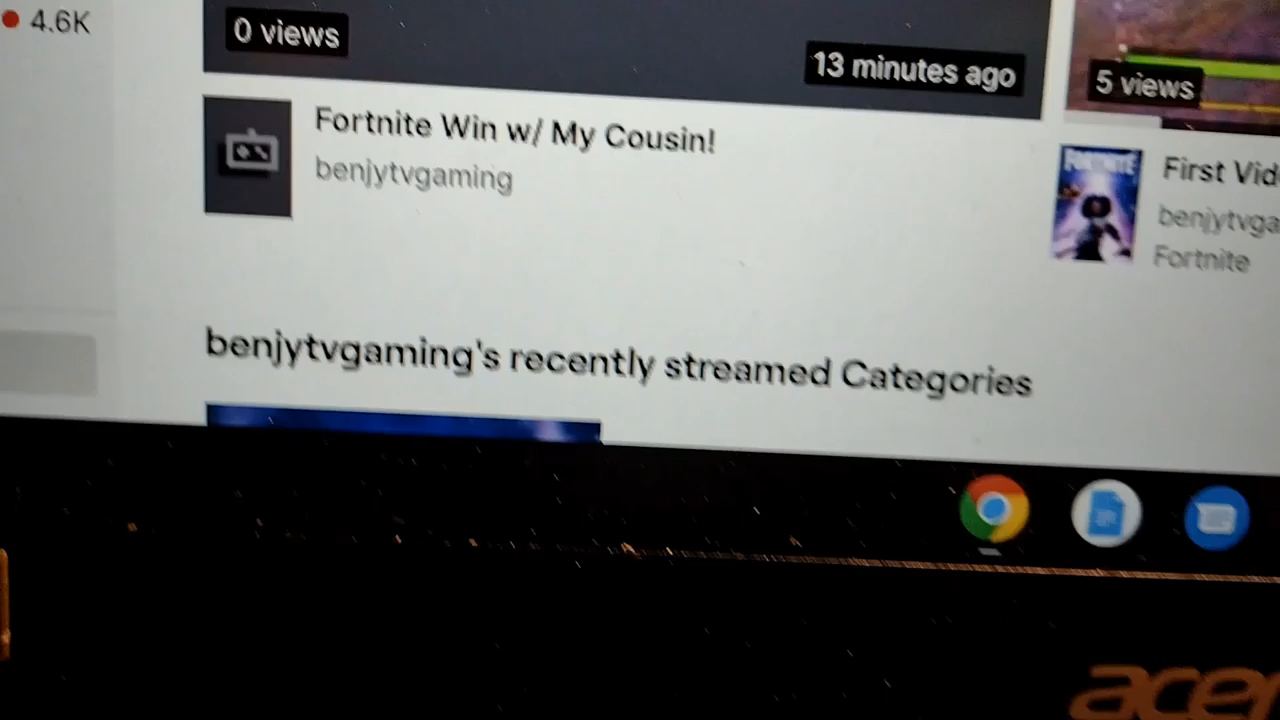 4.6K
0 views
13 minutes ago
5 views
Fortnite Win w/ My Cousin!
benjytvgaming
FORTNITE
First Vid
benjytvga
Fortnite
benjytvgaming's recently streamed Categories
acer